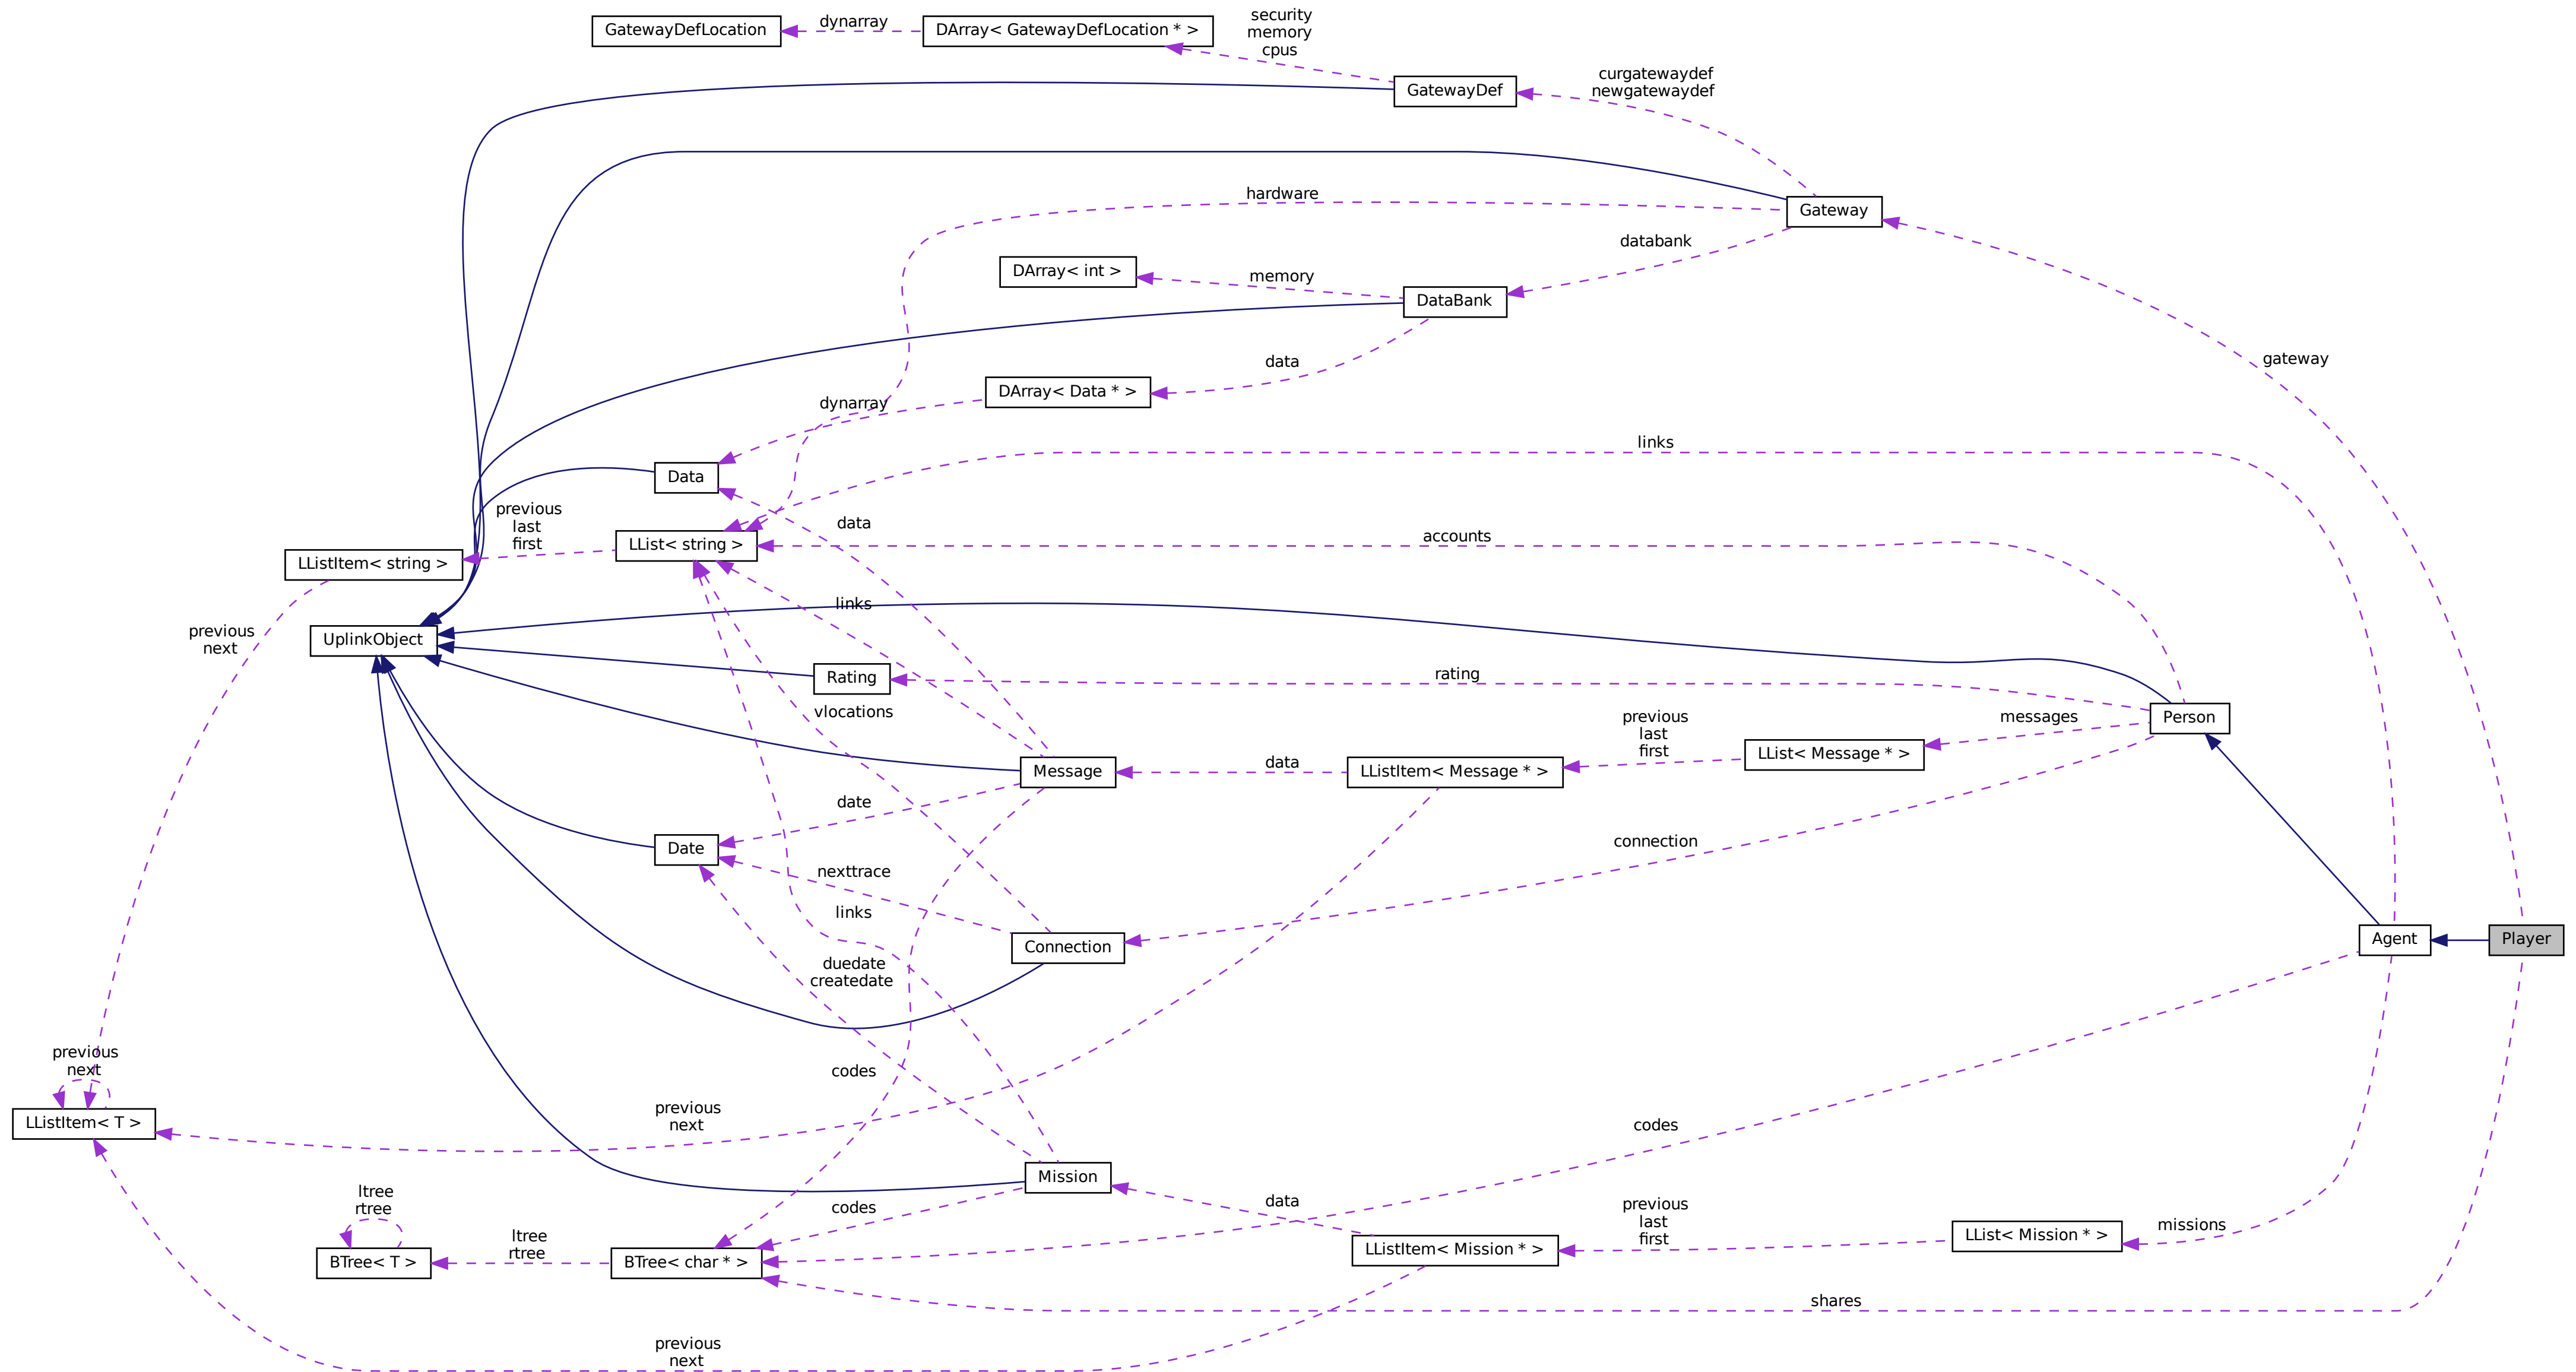 GatewayDefLocation
dynarray
DArray< GatewayDefLocation * >
security
memory
cpus
GatewayDef
curgatewaydef
newgatewaydef
hardware
Gateway
databank
DArray< int >
memory
DataBank
gateway
data
DArray< Data * >
dynarray
links
Data
previous
last
first
data
accounts
LList< string >
LListItem< string >
links
previous
next
UplinkObject
Rating
rating
vlocations
previous
last
first
messages
Person
LList< Message * >
Message
data
LListItem< Message * >
date
Date
connection
nexttrace
links
Connection
Agent
Player
duedate
createdate
previous
next
codes
LListItem< T >
previous
next
codes
Mission
ltree
rtree
codes
data
previous
last
first
missions
LList< Mission * >
ltree
rtree
LListItem< Mission * >
BTree< T >
BTree< char * >
shares
previous
next